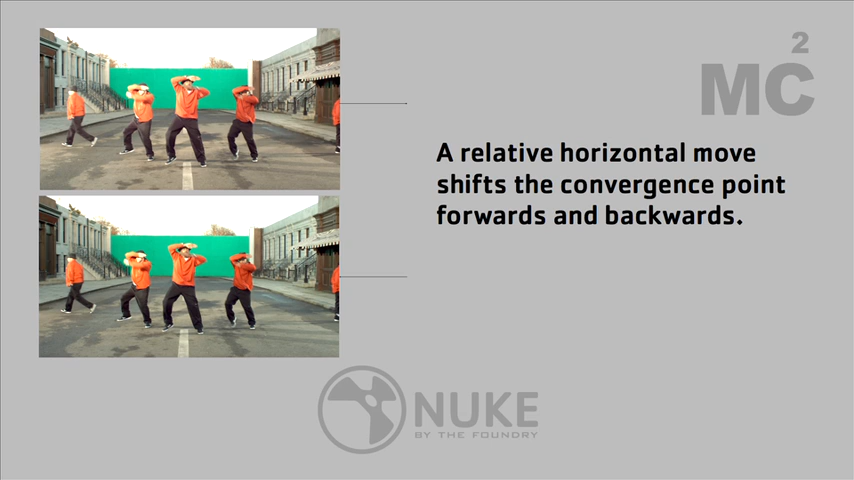 2
MC
A relative horizontal move
shifts the convergence point
forwards and backwards.
NUKE
BY THE FOUNDRY